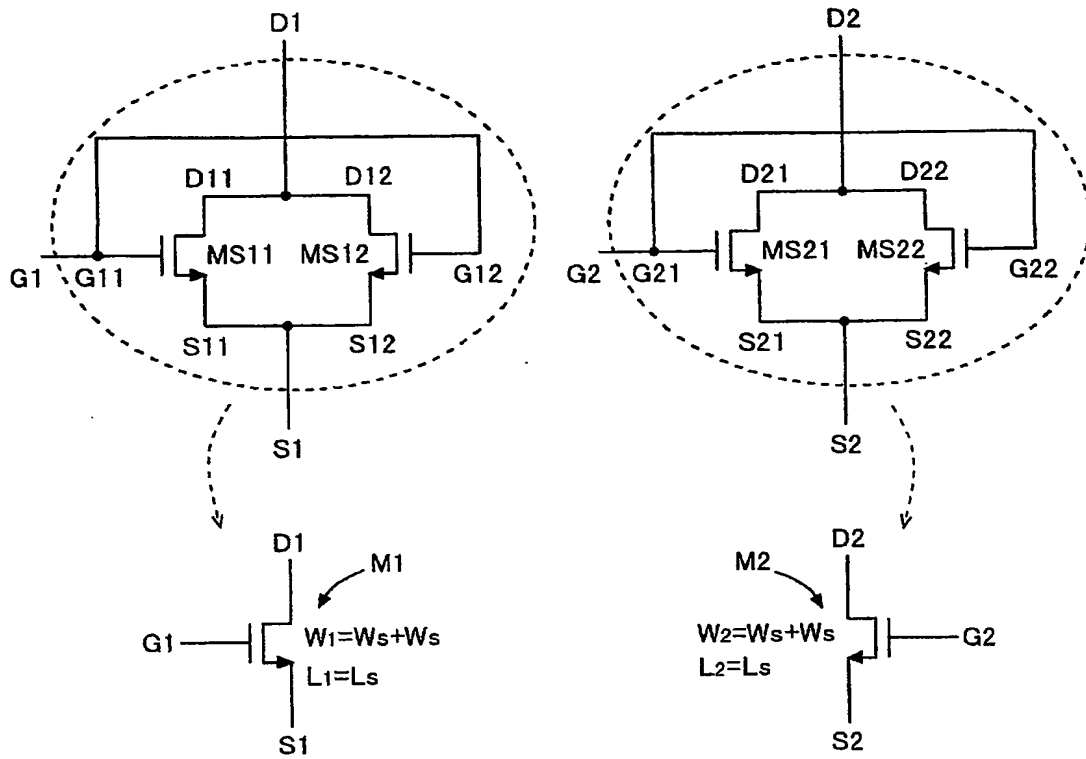 D1
D2
D11 D12
D21 D22
MS11 MS12
MS21 MS22
G1 G11 G12
G2 G21 G22
S11 S12
S21 S22
S1
S2
D1
D2
M1
M2
G1
W1=Ws+Ws
L1=Ls
W2=Ws+Ws
L2=Ls
G2
S1
S2